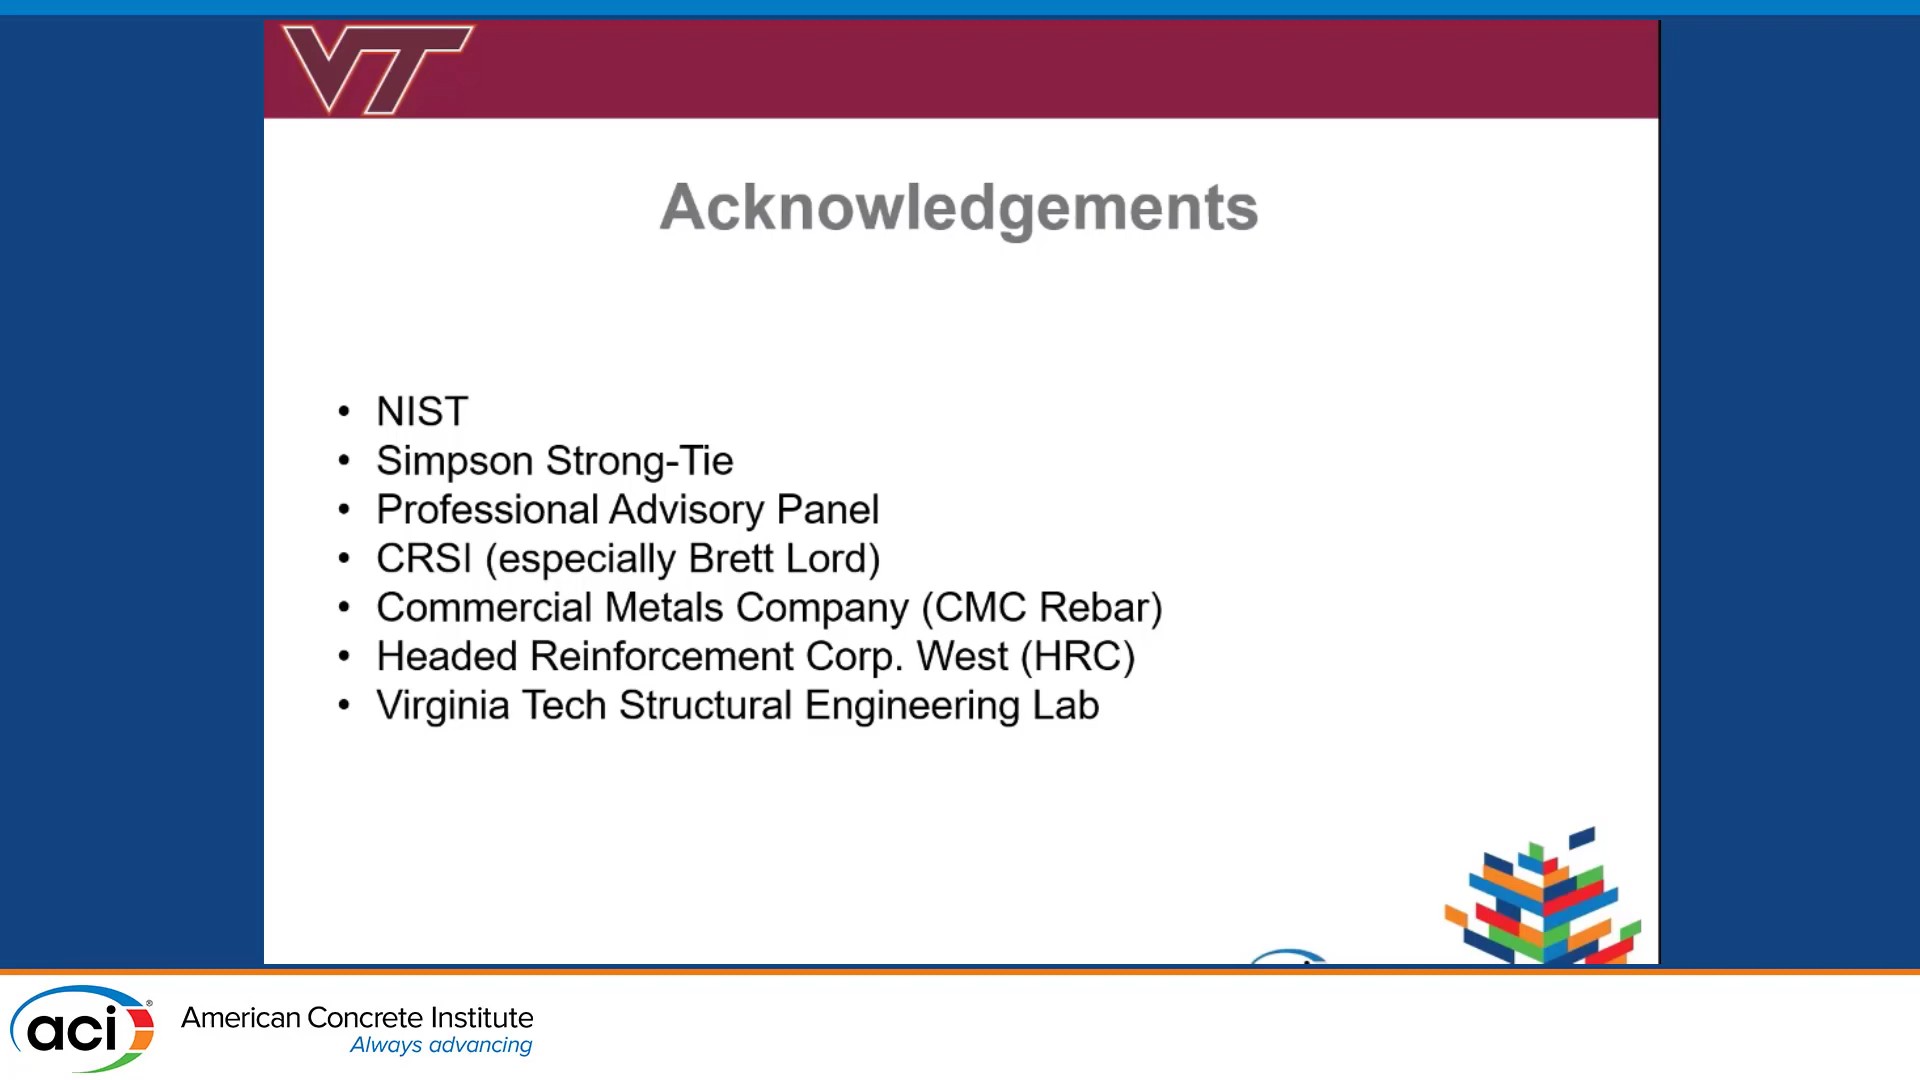 VT
Acknowledgements
• NIST
• Simpson Strong-Tie
• Professional Advisory Panel
• CRSI (especially Brett Lord)
• Commercial Metals Company (CMC Rebar)
• Headed Reinforcement Corp. West (HRC)
• Virginia Tech Structural Engineering Lab
aci®
American Concrete Institute
Always advancing